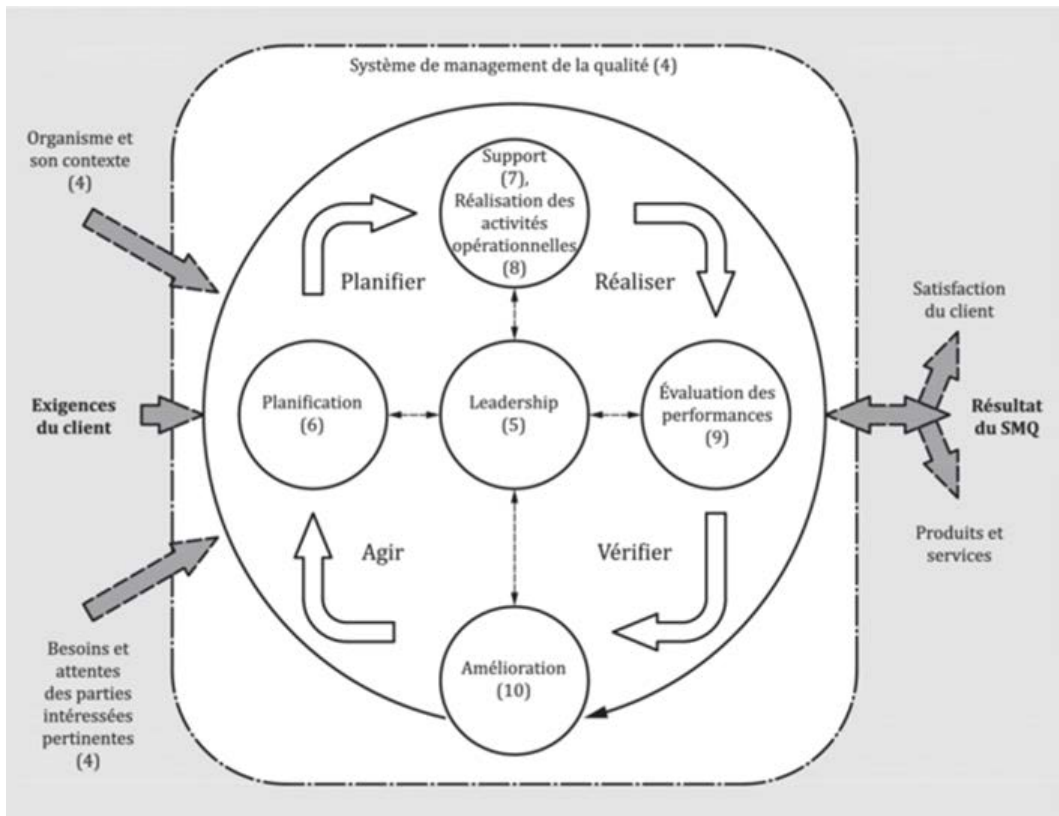 Système de management de la qualité (4)
Organisme et
son contexte
(4)
Support
(7),
Réalisation des
activités
opérationnelles
(8)
Planifier
Réaliser
Satisfaction
du client
Exigences
du client
Planification
(6)
Leadership
(5)
Évaluation des
performances
(9)
Résultat
du SMQ
Agir
Vérifier
Produits et
services
Besoins et
attentes
des parties
intéressées
pertinentes
(4)
Amélioration
(10)